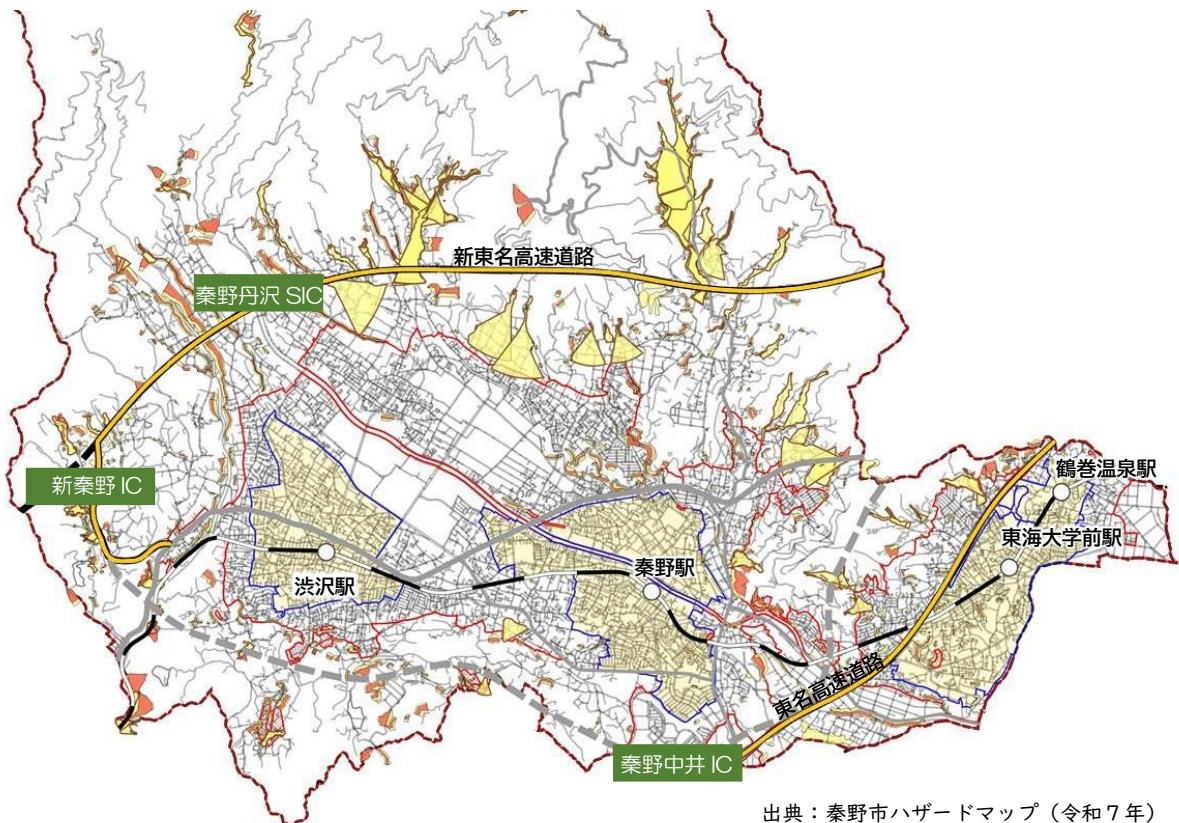 新東名高速道路
秦野丹沢 SIC
鶴巻温泉駅
新秦野 IC
東海大学前駅
秦野駅
渋沢駅
東名高速道路
秦野中井 IC
出典：秦野市ハザードマップ（令和７年）